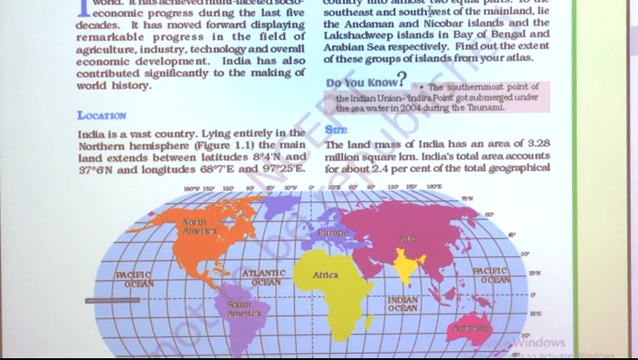 world. It has achieved multi-faceted socio-
economic progress during the last five
decades. It has moved forward displaying
remarkable progress in the field of
agriculture, industry, technology and overall
economic development. India has also
contributed significantly to the making of
world history.
LOCATION
India is a vast country. Lying entirely in the
Northern hemisphere (Figure 1.1) the main
land extends between latitudes 8°4'N and
37°6'N and longitudes 68°7'E and 97°25'E.
country into almost two equal parts. To the
southeast and southwest of the mainland, lie
the Andaman and Nicobar islands and the
Lakshadweep islands in Bay of Bengal and
Arabian Sea respectively. Find out the extent
of these groups of islands from your atlas.
Do You Know?
• The southernmost point of
the Indian Union– 'Indira Point' got submerged under
the sea water in 2004 during the Tsunami.
SIZE
The land mass of India has an area of 3.28
million square km. India's total area accounts
for about 2.4 per cent of the total geographical
North
America
Europe
Asia
PACIFIC
OCEAN
ATLANTIC
OCEAN
Africa
PACIFIC
OCEAN
South
America
INDIAN
OCEAN
Australia
NCERT
not to be republished
Windows
to Activate Windows